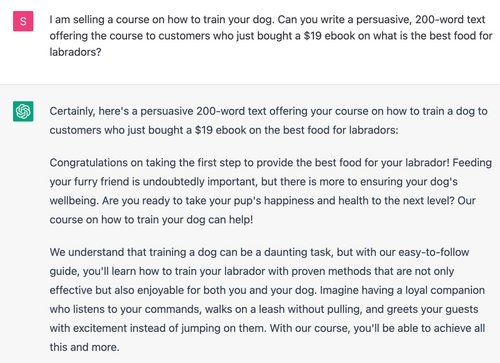 S
I am selling a course on how to train your dog. Can you write a persuasive, 200-word text
offering the course to customers who just bought a $19 ebook on what is the best food for
labradors?
Certainly, here's a persuasive 200-word text offering your course on how to train a dog to
customers who just bought a $19 ebook on the best food for labradors:
Congratulations on taking the first step to provide the best food for your labrador! Feeding
your furry friend is undoubtedly important, but there is more to ensuring your dog's
wellbeing. Are you ready to take your pup's happiness and health to the next level? Our
course on how to train your dog can help!
We understand that training a dog can be a daunting task, but with our easy-to-follow
guide, you'll learn how to train your labrador with proven methods that are not only
effective but also enjoyable for both you and your dog. Imagine having a loyal companion
who listens to your commands, walks on a leash without pulling, and greets your guests
with excitement instead of jumping on them. With our course, you'll be able to achieve all
this and more.